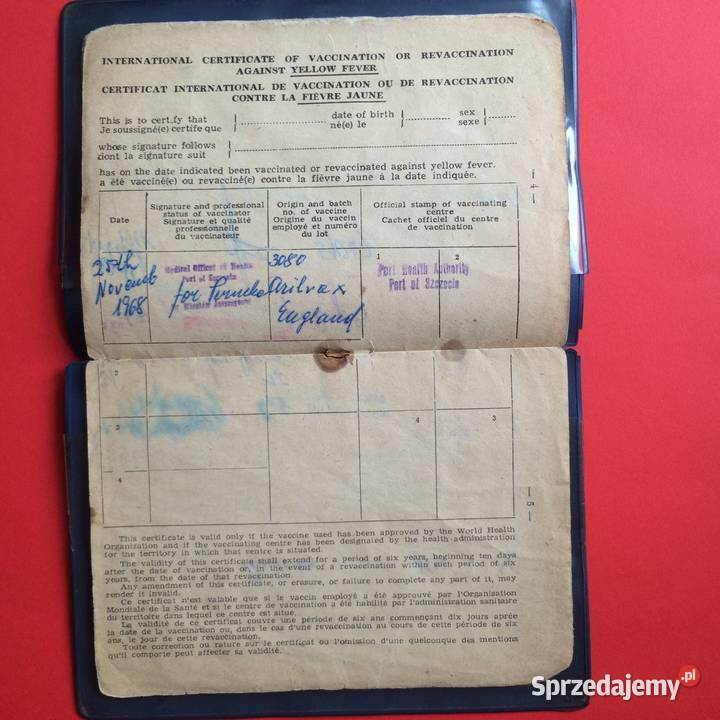 INTERNATIONAL CERTIFICATE OF VACCINATION OR REVACCINATION
AGAINST YELLOW FEVER
CERTIFICAT INTERNATIONAL DE VACCINATION OU DE REVACCINATION
CONTRE LA FIÈVRE JAUNE
This is to certify that date of birth sex
Je soussigné(e) certife que né(e) le sexe
whose signature follows
dont la signature suit
has on the date indicated been vaccinated or revaccinated against yellow fever.
a été vacciné(e) ou revacciné(e) contre la fièvre jaune à la date indiquée.
— 4 —
Date
Signature and professional
status of vaccinator
Signature et qualité
professionnelle
du vaccinateur
Origin and batch
no. of vaccine
Origine du vaccin
employé et numéro
du lot
Official stamp of vaccinating
centre
Cachet officiel du centre de
vaccination
25th
Novemb
1968
Medical Officer of Health
Port of Szczecin
for
3080
Arilvax
England
1 2
Port Health Authority
Port of Szczecin
2
3 4 3
4
— 5 —
This certificate is valid only if the vaccine used has been approved by the World Health
Organization and if the vaccinating centre has been designated by the health administration
for the territory in which that centre is situated.
The validity of this certificate shall extend for a period of six years, beginning ten days
after the date of vaccination or, in the event of a revaccination within such period of six
years, from the date of that revaccination.
Any amendment of this certificate, or erasure, or failure to complete any part of it, may
render it invalid.
Ce certificat n'est valable que si le vaccin employé a été approuvé par l'Organisation
Mondiale de la Santé et si le centre de vaccination a été habilité par l'administration sanitaire
du territoire dans lequel ce centre est situé.
La validité de ce certificat couvre une période de six ans commençant dix jours après
la date de la vaccination ou, dans le cas d'une revaccination au cours de cette période de six
ans, le jour de cette revaccination.
Toute correction ou rature sur le certificat ou l'omission d'une quelconque des mentions
qu'il comporte peut affecter sa validité.
Sprzedajemy.pl